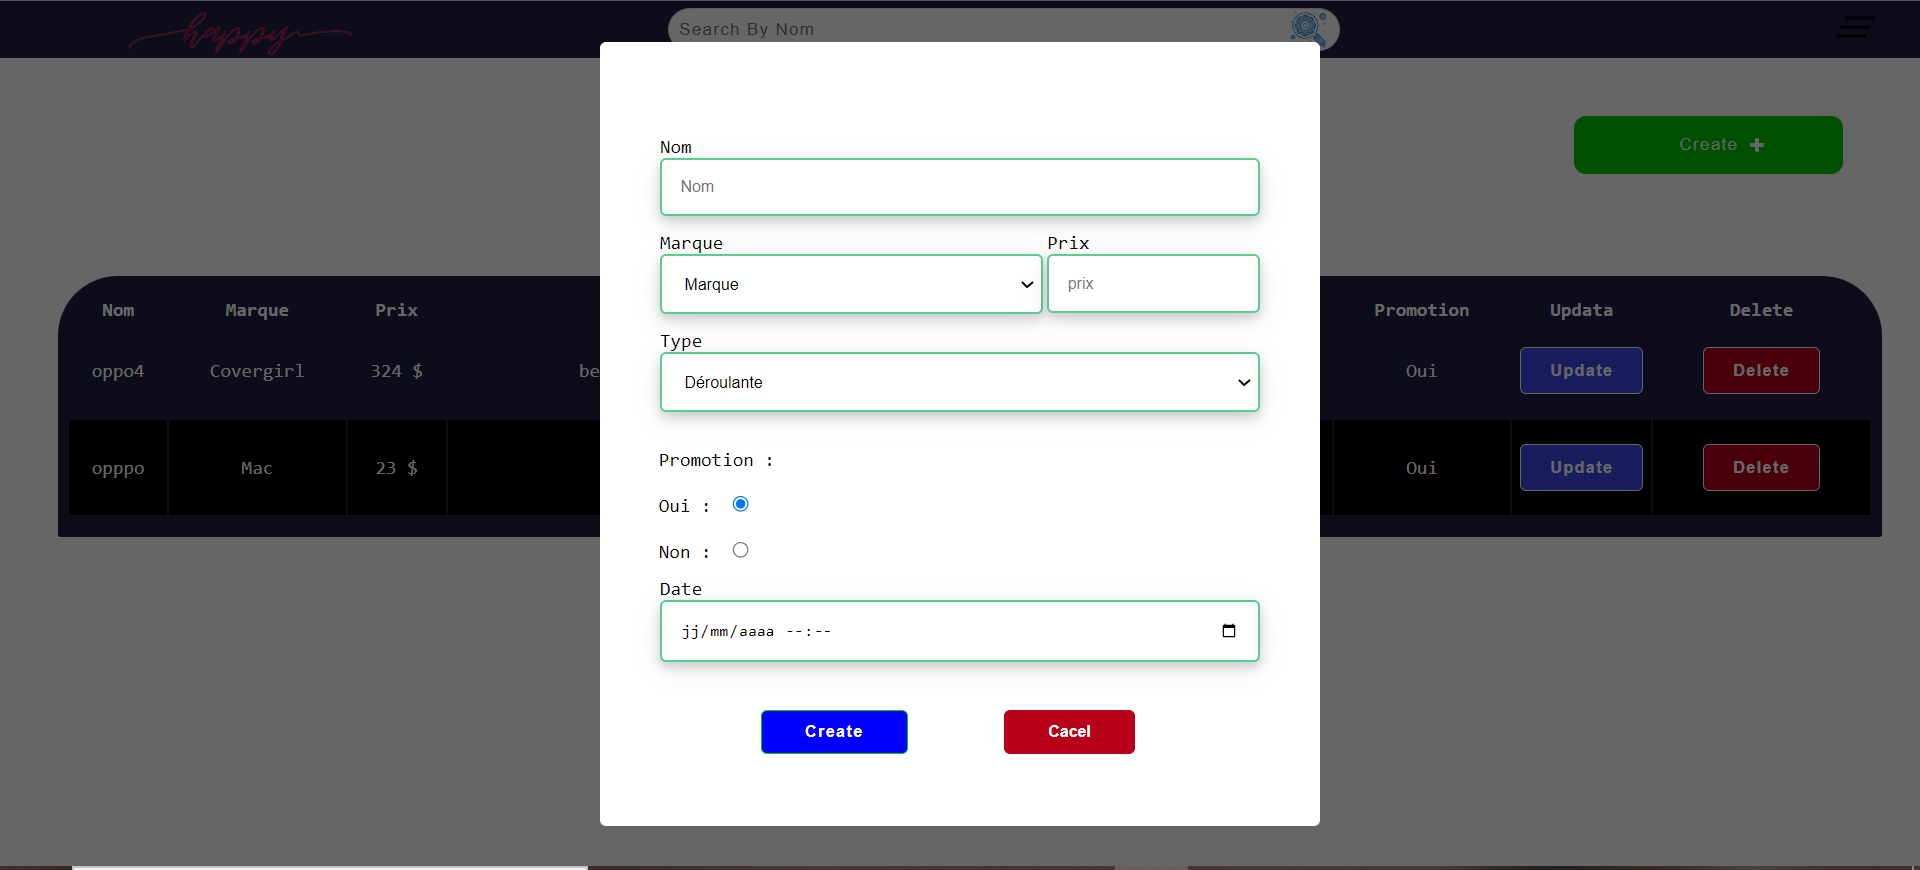 happy
Search By Nom
Create
Nom
Nom
Marque
Prix
Marque
prix
Type
Déroulante
Promotion :
Oui :
Non :
Date
jj/mm/aaaa --:--
Create
Cacel
Nom Marque Prix Promotion Updata Delete
oppo4 Covergirl 324 $ be Oui Update Delete
opppo Mac 23 $ Oui Update Delete